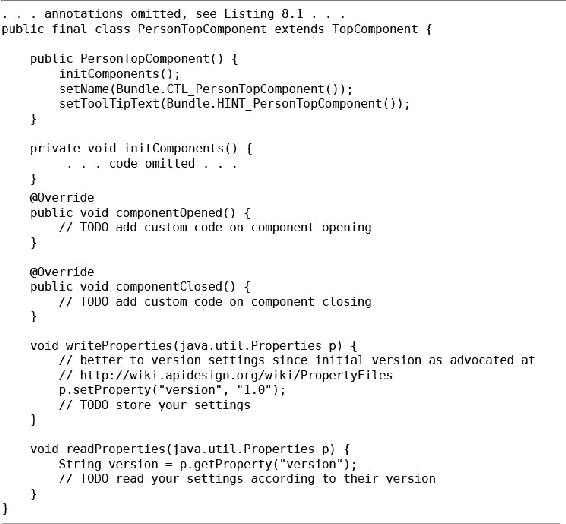 . . . annotations omitted, see Listing 8.1 . . .
public final class PersonTopComponent extends TopComponent {
public PersonTopComponent() {
initComponents();
setName(Bundle.CTL_PersonTopComponent());
setToolTipText(Bundle.HINT_PersonTopComponent());
}
private void initComponents() {
. . . code omitted . . .
}
@Override
public void componentOpened() {
// TODO add custom code on component opening
}
@Override
public void componentClosed() {
// TODO add custom code on component closing
}
void writeProperties(java.util.Properties p) {
// better to version settings since initial version as advocated at
// http://wiki.apidesign.org/wiki/PropertyFiles
p.setProperty("version", "1.0");
// TODO store your settings
}
void readProperties(java.util.Properties p) {
String version = p.getProperty("version");
// TODO read your settings according to their version
}
}